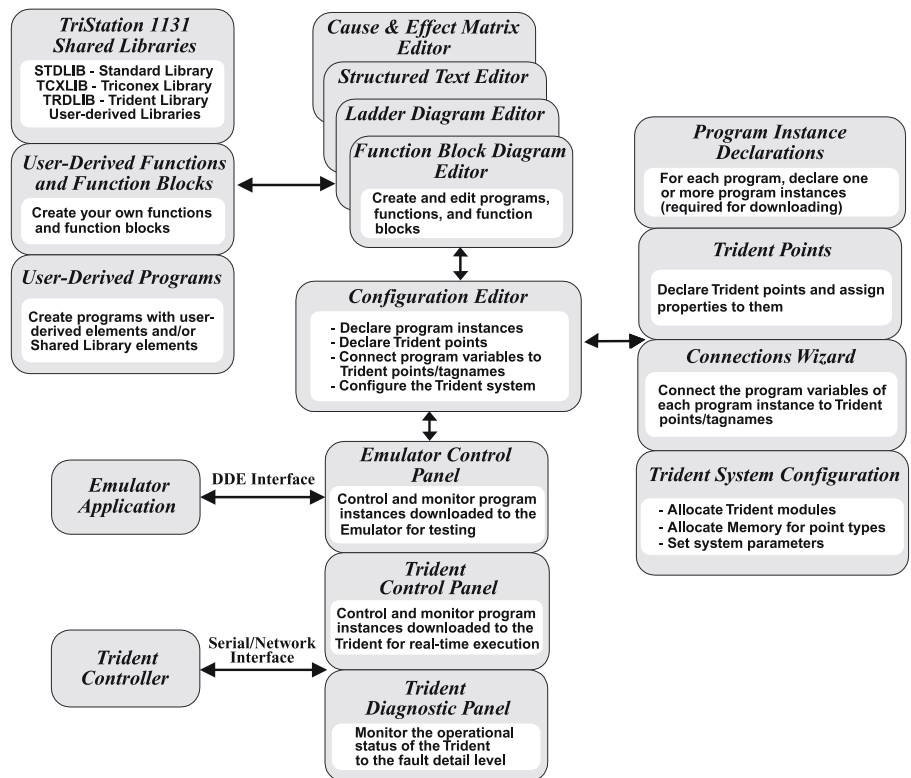 TriStation 1131
Shared Libraries
STDLIB - Standard Library
TCXLIB - Triconex Library
TRDLIB - Trident Library
User-derived Libraries
User-Derived Functions
and Function Blocks
Create your own functions
and function blocks
User-Derived Programs
Create programs with user-
derived elements and/or
Shared Library elements
Cause & Effect Matrix
Editor
Structured Text Editor
Ladder Diagram Editor
Function Block Diagram
Editor
Create and edit programs,
functions, and function
blocks
Configuration Editor
- Declare program instances
- Declare Trident points
- Connect program variables to
Trident points/tagnames
- Configure the Trident system
Program Instance
Declarations
For each program, declare one
or more program instances
(required for downloading)
Trident Points
Declare Trident points and assign
properties to them
Connections Wizard
Connect the program variables of
each program instance to Trident
points/tagnames
Trident System Configuration
- Allocate Trident modules
- Allocate Memory for point types
- Set system parameters
Emulator
Application
DDE Interface
Emulator Control
Panel
Control and monitor program
instances downloaded to the
Emulator for testing
Trident
Control Panel
Control and monitor program
instances downloaded to the
Trident for real-time execution
Trident
Controller
Serial/Network
Interface
Trident
Diagnostic Panel
Monitor the operational
status of the Trident
to the fault detail level